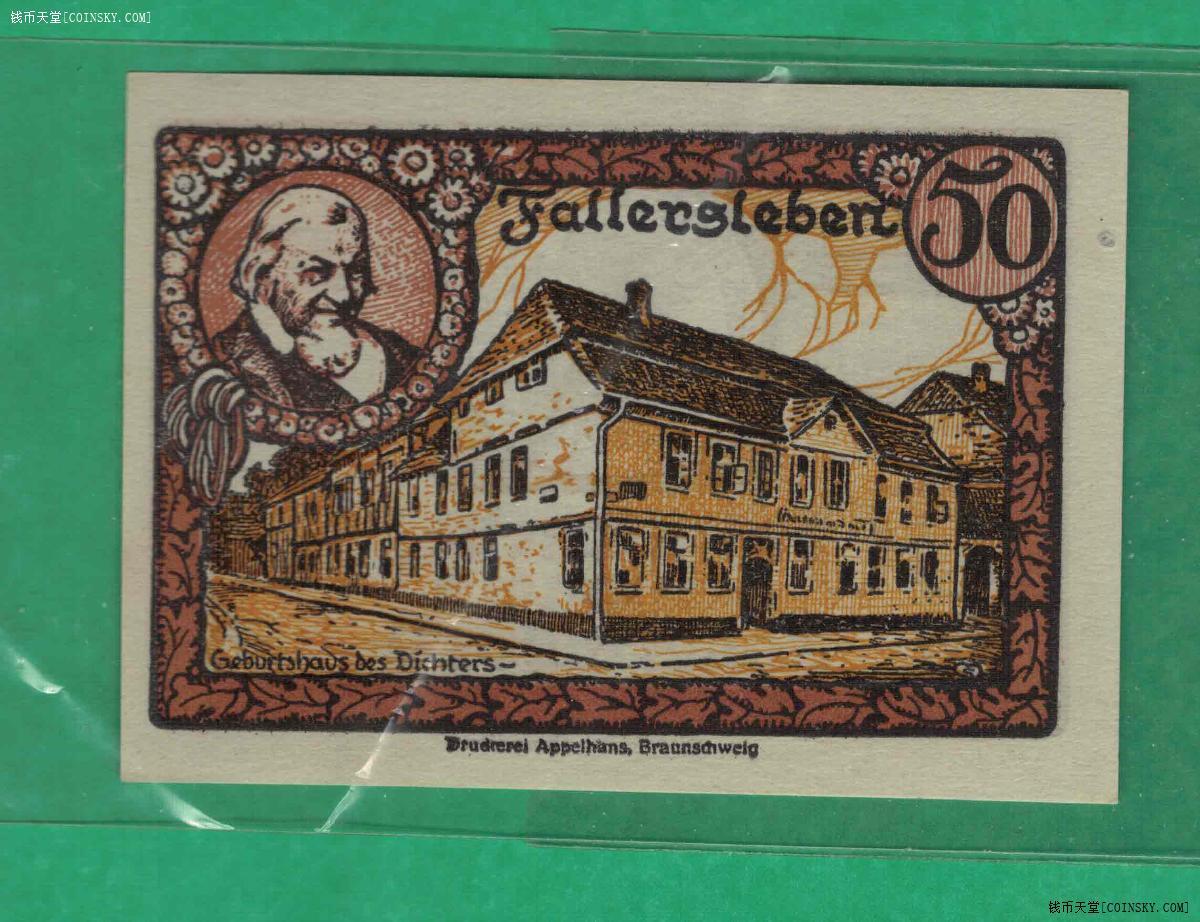 钱币天堂[COINSKY.COM]
Fallersleben
50
Geburtshaus des Dichters-
Druckerei Appelhans, Braunschweig
钱币天堂[COINSKY.COM]